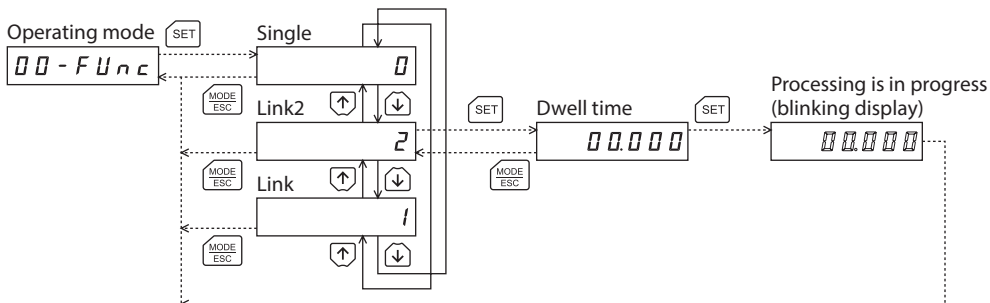 Operating mode
SET
Single
00-FUnc
0
MODE
ESC
Link2
2
SET
Dwell time
00.000
SET
Processing is in progress
(blinking display)
00.000
MODE
ESC
MODE
ESC
Link
1
MODE
ESC